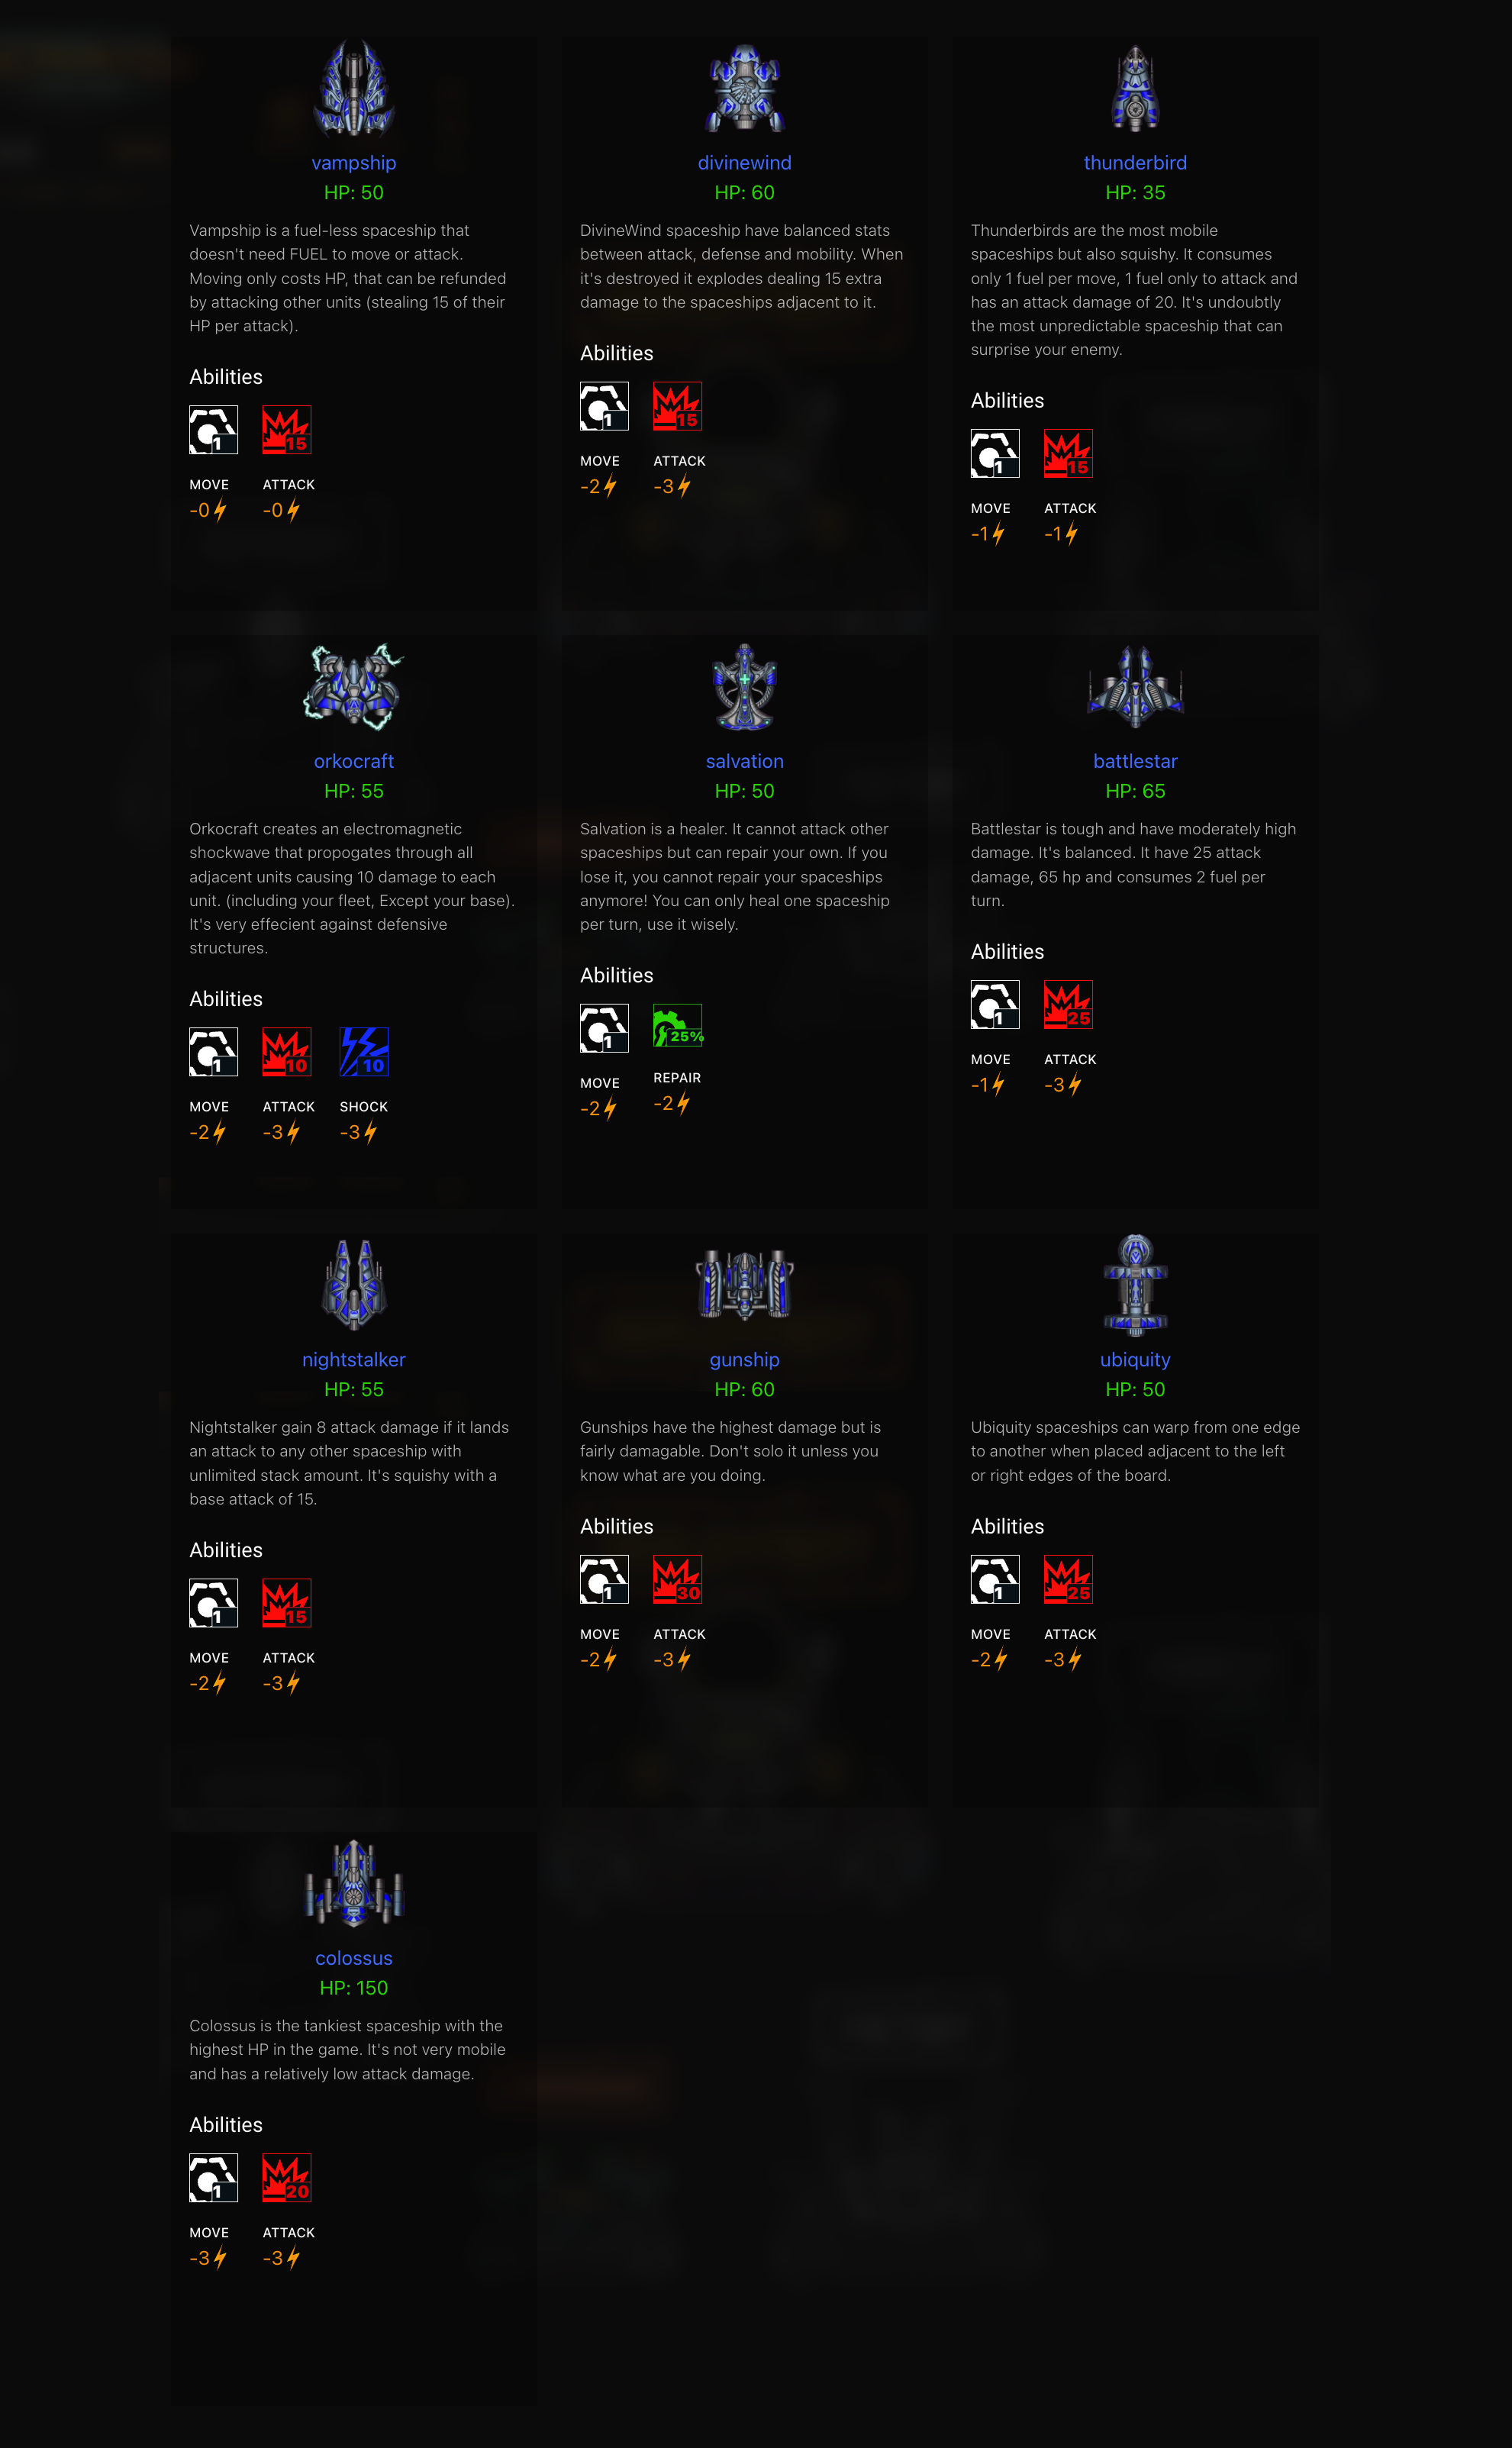 vampship
HP: 50
Vampship is a fuel-less spaceship that
doesn't need FUEL to move or attack.
Moving only costs HP, that can be refunded
by attacking other units (stealing 15 of their
HP per attack).
Abilities
1 15
MOVE ATTACK
-0 -0
divinewind
HP: 60
DivineWind spaceship have balanced stats
between attack, defense and mobility. When
it's destroyed it explodes dealing 15 extra
damage to the spaceships adjacent to it.
Abilities
1 15
MOVE ATTACK
-2 -3
thunderbird
HP: 35
Thunderbirds are the most mobile
spaceships but also squishy. It consumes
only 1 fuel per move, 1 fuel only to attack and
has an attack damage of 20. It's undoubtly
the most unpredictable spaceship that can
surprise your enemy.
Abilities
1 15
MOVE ATTACK
-1 -1
orkocraft
HP: 55
Orkocraft creates an electromagnetic
shockwave that propogates through all
adjacent units causing 10 damage to each
unit. (including your fleet, Except your base).
It's very effecient against defensive
structures.
Abilities
1 10 10
MOVE ATTACK SHOCK
-2 -3 -3
salvation
HP: 50
Salvation is a healer. It cannot attack other
spaceships but can repair your own. If you
lose it, you cannot repair your spaceships
anymore! You can only heal one spaceship
per turn, use it wisely.
Abilities
1 25%
MOVE REPAIR
-2 -2
battlestar
HP: 65
Battlestar is tough and have moderately high
damage. It's balanced. It have 25 attack
damage, 65 hp and consumes 2 fuel per
turn.
Abilities
1 25
MOVE ATTACK
-1 -3
nightstalker
HP: 55
Nightstalker gain 8 attack damage if it lands
an attack to any other spaceship with
unlimited stack amount. It's squishy with a
base attack of 15.
Abilities
1 15
MOVE ATTACK
-2 -3
gunship
HP: 60
Gunships have the highest damage but is
fairly damagable. Don't solo it unless you
know what are you doing.
Abilities
1 30
MOVE ATTACK
-2 -3
ubiquity
HP: 50
Ubiquity spaceships can warp from one edge
to another when placed adjacent to the left
or right edges of the board.
Abilities
1 25
MOVE ATTACK
-2 -3
colossus
HP: 150
Colossus is the tankiest spaceship with the
highest HP in the game. It's not very mobile
and has a relatively low attack damage.
Abilities
1 20
MOVE ATTACK
-3 -3